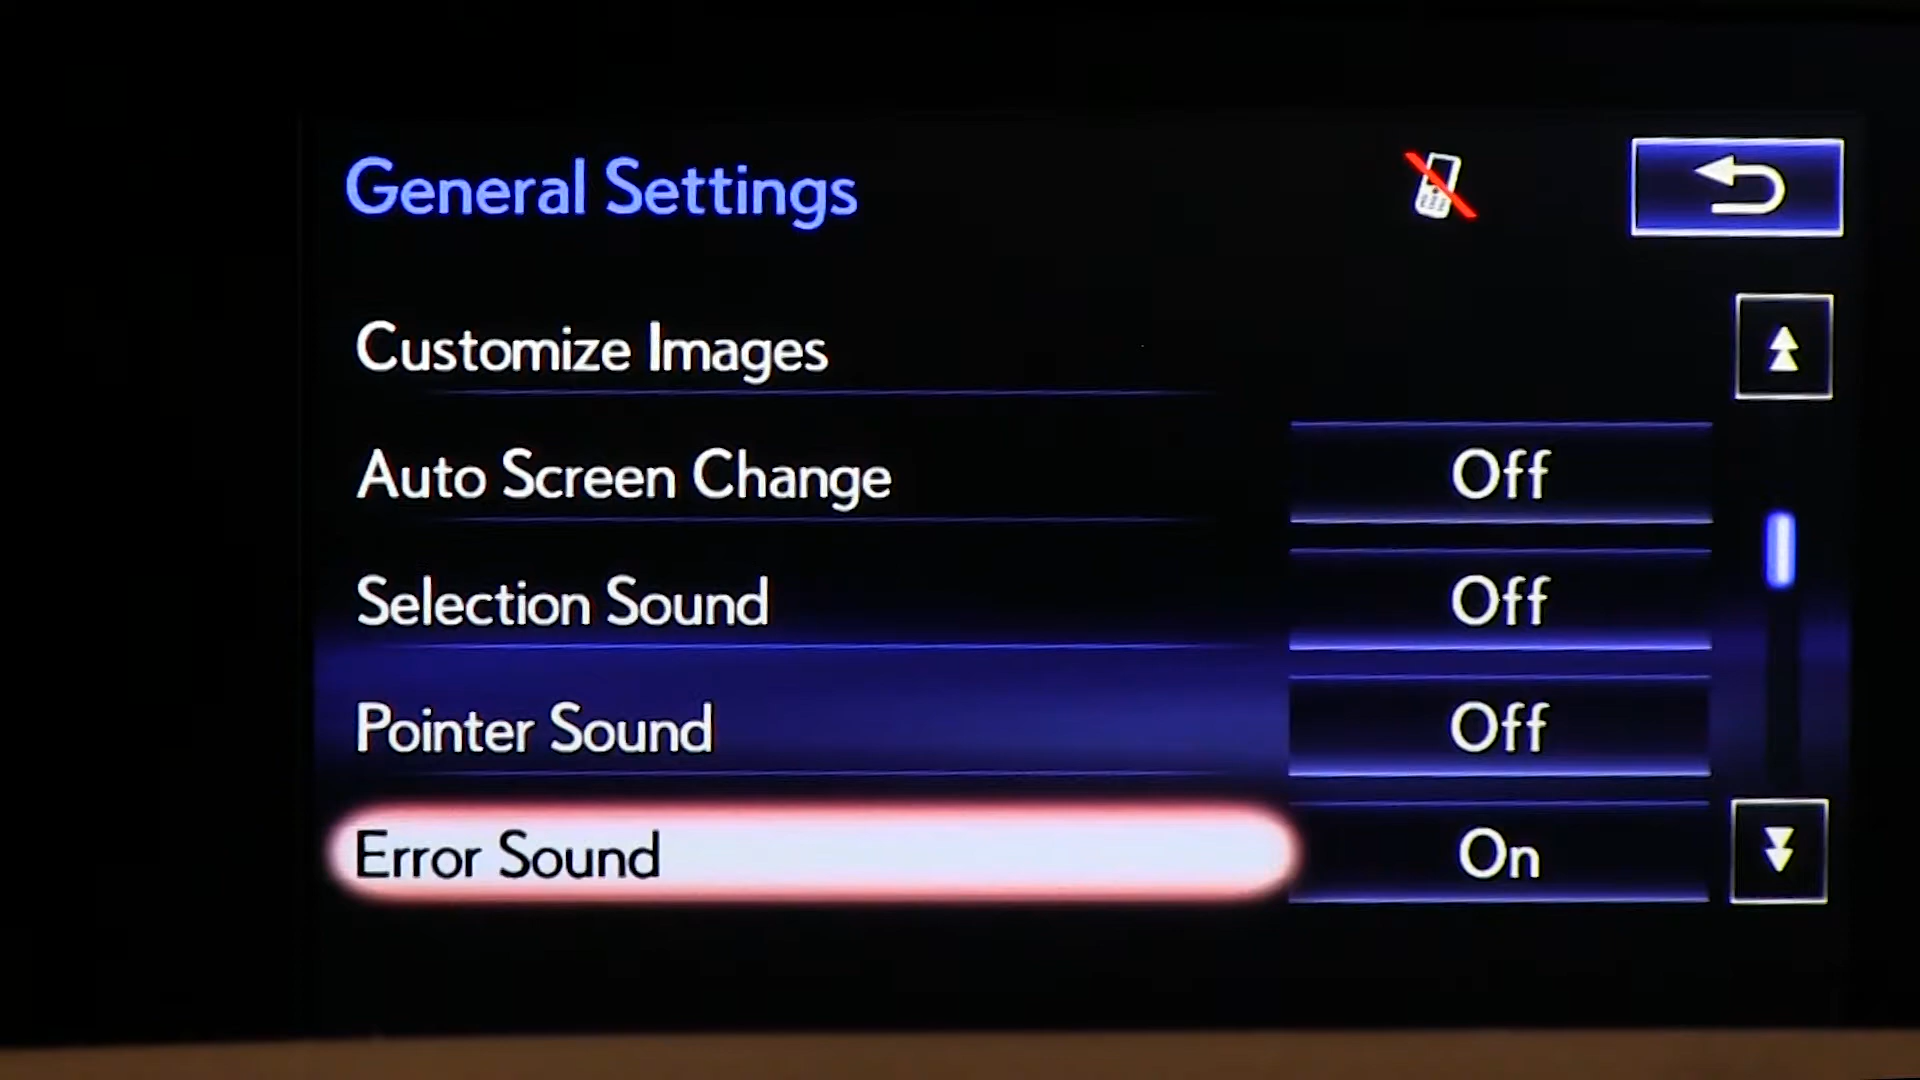 General Settings
Customize Images
Auto Screen Change Off
Selection Sound Off
Pointer Sound Off
Error Sound On